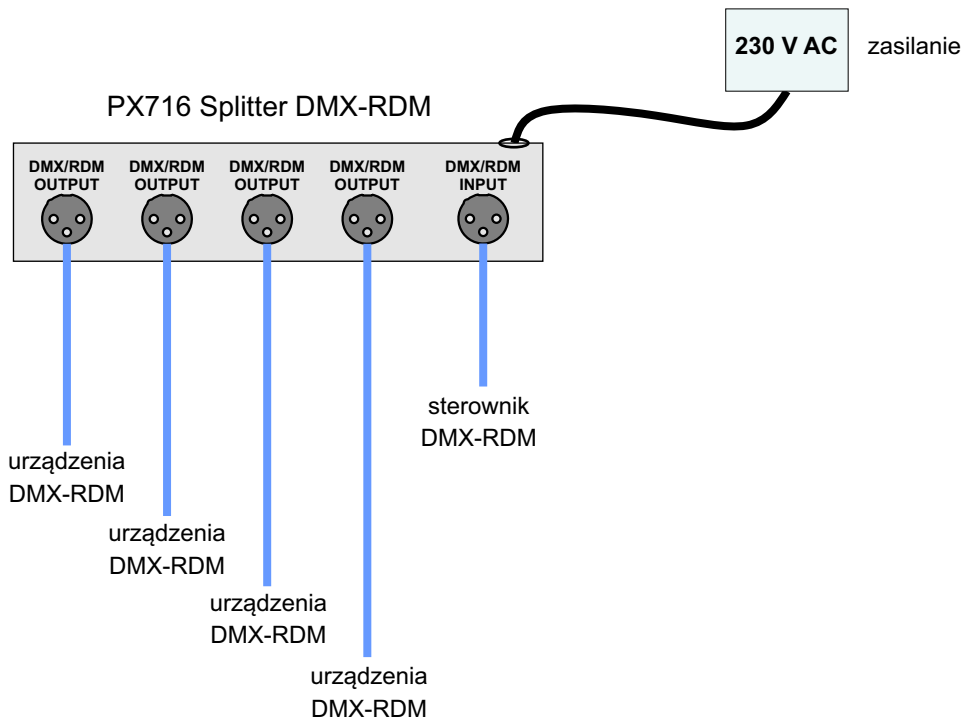 230 V AC
zasilanie
PX716 Splitter DMX-RDM
DMX/RDM
OUTPUT
DMX/RDM
OUTPUT
DMX/RDM
OUTPUT
DMX/RDM
OUTPUT
DMX/RDM
INPUT
sterownik
DMX-RDM
urządzenia
DMX-RDM
urządzenia
DMX-RDM
urządzenia
DMX-RDM
urządzenia
DMX-RDM